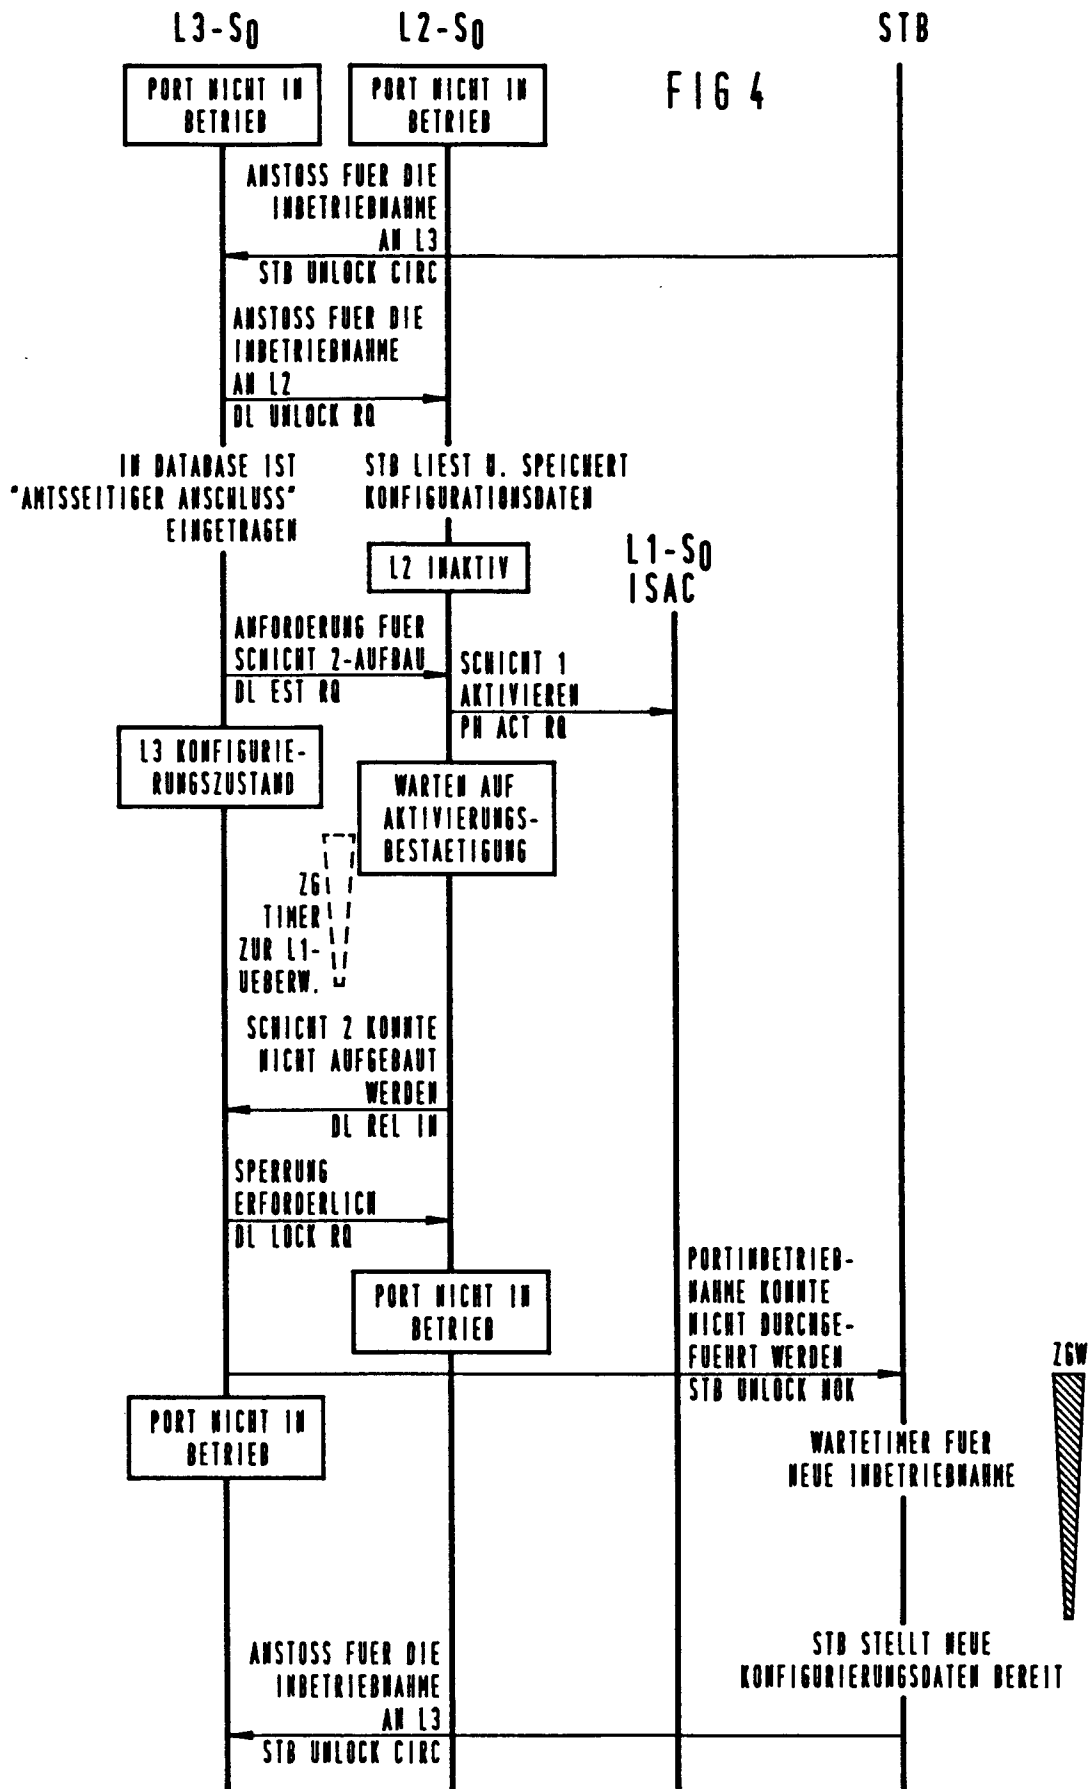 L3-S0
L2-S0
STB
FIG 4
PORT NICHT IN
BETRIEB
PORT NICHT IN
BETRIEB
ANSTOSS FUER DIE
INBETRIEBNAHME
AN L3
STB UNLOCK CIRC
ANSTOSS FUER DIE
INBETRIEBNAHME
AN L2
DL UNLOCK RQ
IN DATABASE IST
"AMTSSEITIGER ANSCHLUSS"
EINGETRAGEN
STB LIEST U. SPEICHERT
KONFIGURATIONSDATEN
L2 INAKTIV
L1-S0
ISAC
ANFORDERUNG FUER
SCHICHT 2-AUFBAU
DL EST RQ
SCHICHT 1
AKTIVIEREN
PH ACT RQ
L3 KONFIGURIE-
RUNGSZUSTAND
WARTEN AUF
AKTIVIERUNGS-
BESTAETIGUNG
ZG
TIMER
ZUR L1-
UEBERW.
SCHICHT 2 KONNTE
NICHT AUFGEBAUT
WERDEN
DL REL IN
SPERRUNG
ERFORDERLICH
DL LOCK RQ
PORT NICHT IN
BETRIEB
PORTINBETRIEB-
NAHME KONNTE
NICHT DURCHGE-
FUEHRT WERDEN
STB UNLOCK NOK
ZGW
PORT NICHT IN
BETRIEB
WARTETIMER FUER
NEUE INBETRIEBNAHME
STB STELLT NEUE
KONFIGURIERUNGSDATEN BEREIT
ANSTOSS FUER DIE
INBETRIEBNAHME
AN L3
STB UNLOCK CIRC